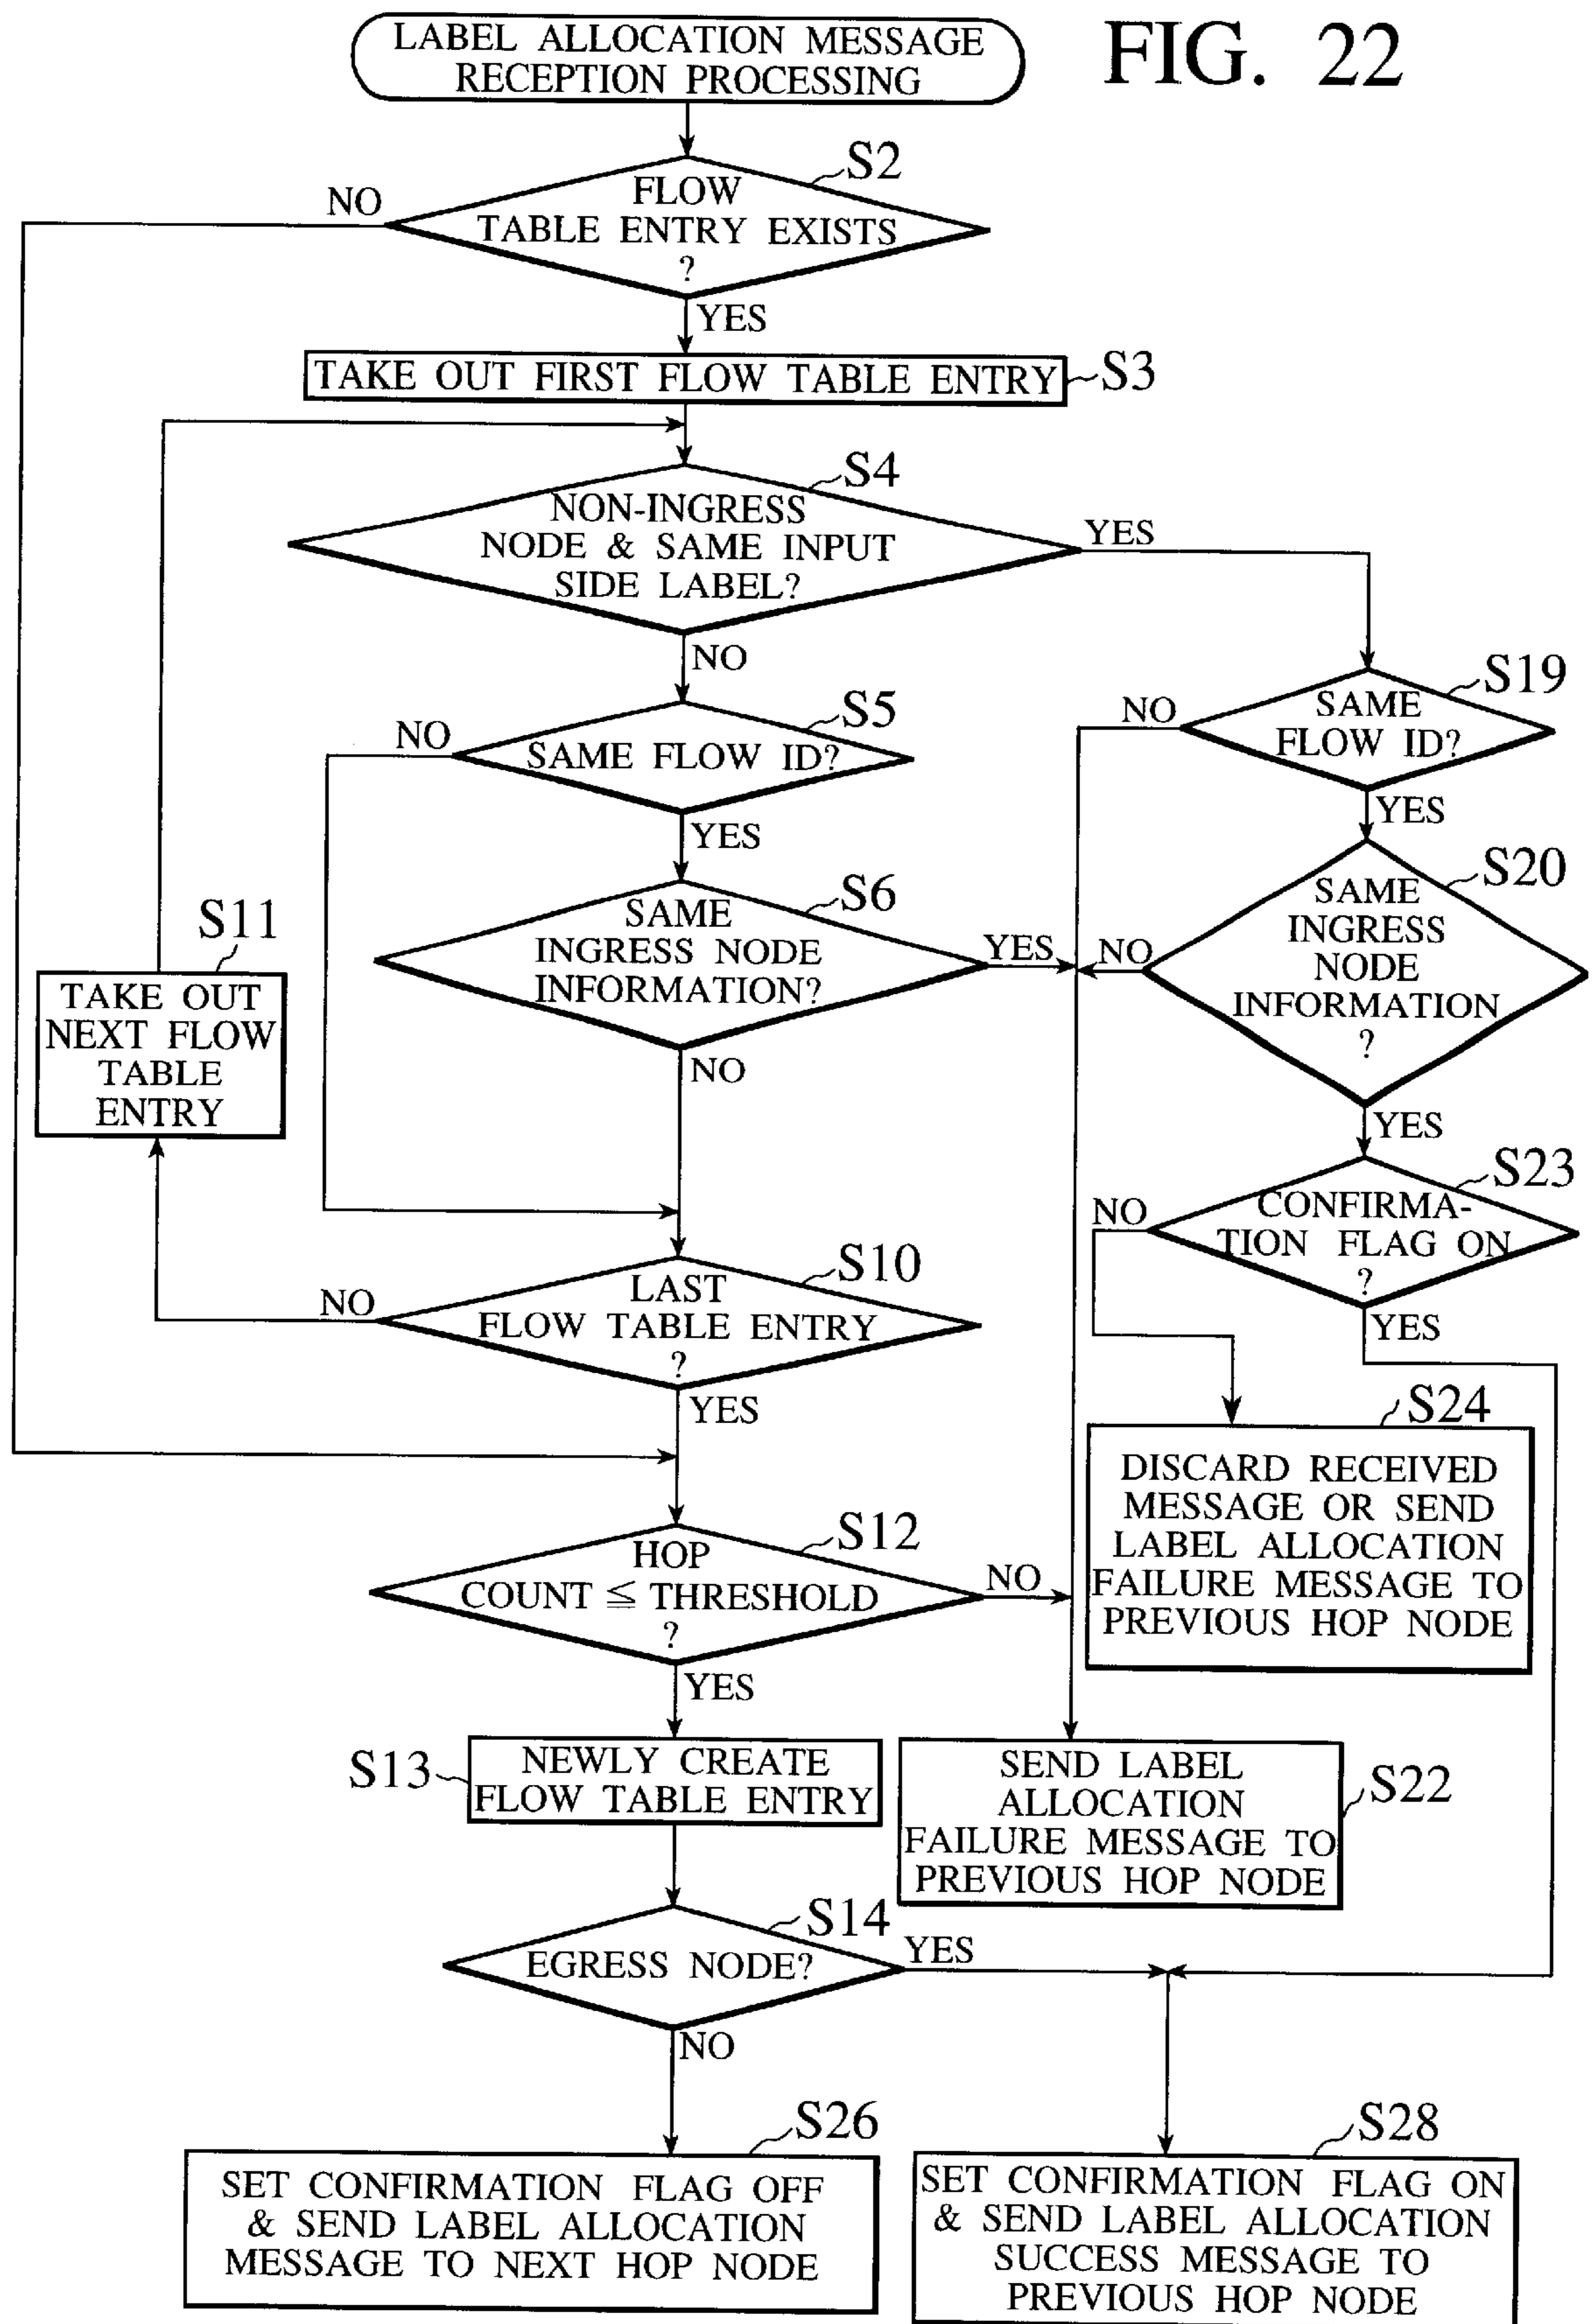 LABEL ALLOCATION MESSAGE
RECEPTION PROCESSING
FIG. 22
S2
FLOW
TABLE ENTRY EXISTS
?
NO
YES
TAKE OUT FIRST FLOW TABLE ENTRY
S3
S4
NON-INGRESS
NODE & SAME INPUT
SIDE LABEL?
YES
NO
S5
SAME FLOW ID?
NO
YES
S19
SAME
FLOW ID?
NO
YES
S6
SAME
INGRESS NODE
INFORMATION?
YES
NO
S20
SAME
INGRESS
NODE
INFORMATION
?
NO
YES
S11
TAKE OUT
NEXT FLOW
TABLE
ENTRY
S23
CONFIRMA-
TION FLAG ON
?
NO
YES
S10
LAST
FLOW TABLE ENTRY
?
NO
YES
S24
DISCARD RECEIVED
MESSAGE OR SEND
LABEL ALLOCATION
FAILURE MESSAGE TO
PREVIOUS HOP NODE
S12
HOP
COUNT ≦ THRESHOLD
?
NO
YES
S13
NEWLY CREATE
FLOW TABLE ENTRY
SEND LABEL
ALLOCATION
FAILURE MESSAGE TO
PREVIOUS HOP NODE
S22
S14
EGRESS NODE?
YES
NO
S26
SET CONFIRMATION FLAG OFF
& SEND LABEL ALLOCATION
MESSAGE TO NEXT HOP NODE
S28
SET CONFIRMATION FLAG ON
& SEND LABEL ALLOCATION
SUCCESS MESSAGE TO
PREVIOUS HOP NODE